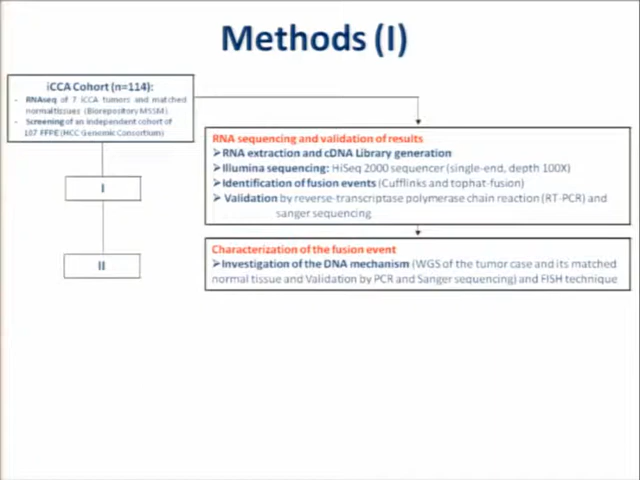 Methods (I)
iCCA Cohort (n=114):
- RNAseq of 7 iCCA tumors and matched
normal tissues (Biorepository MSSM)
- Screening of an independent cohort of
107 FFPE (HCC Genomic Consortium)
I
II
RNA sequencing and validation of results
➢RNA extraction and cDNA Library generation
➢Illumina sequencing: HiSeq 2000 sequencer (single-end, depth 100X)
➢Identification of fusion events (Cufflinks and tophat-fusion)
➢Validation by reverse-transcriptase polymerase chain reaction (RT-PCR) and
sanger sequencing
Characterization of the fusion event
➢Investigation of the DNA mechanism (WGS of the tumor case and its matched
normal tissue and Validation by PCR and Sanger sequencing) and FISH technique